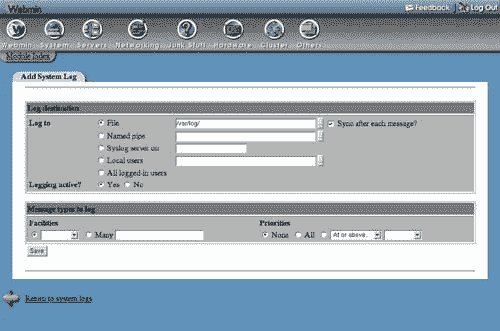 Webmin
Feedback Log Out
Webmin System Servers Networking Junk Stuff Hardware Cluster Others
Module Index
Add System Log
Log destination
Log to File /var/log/ Sync after each message?
Named pipe
Syslog server on
Local users
All logged-in users
Logging active? Yes No
Message types to log
Facilities Priorities
Many None All At or above..
Save
Return to system logs